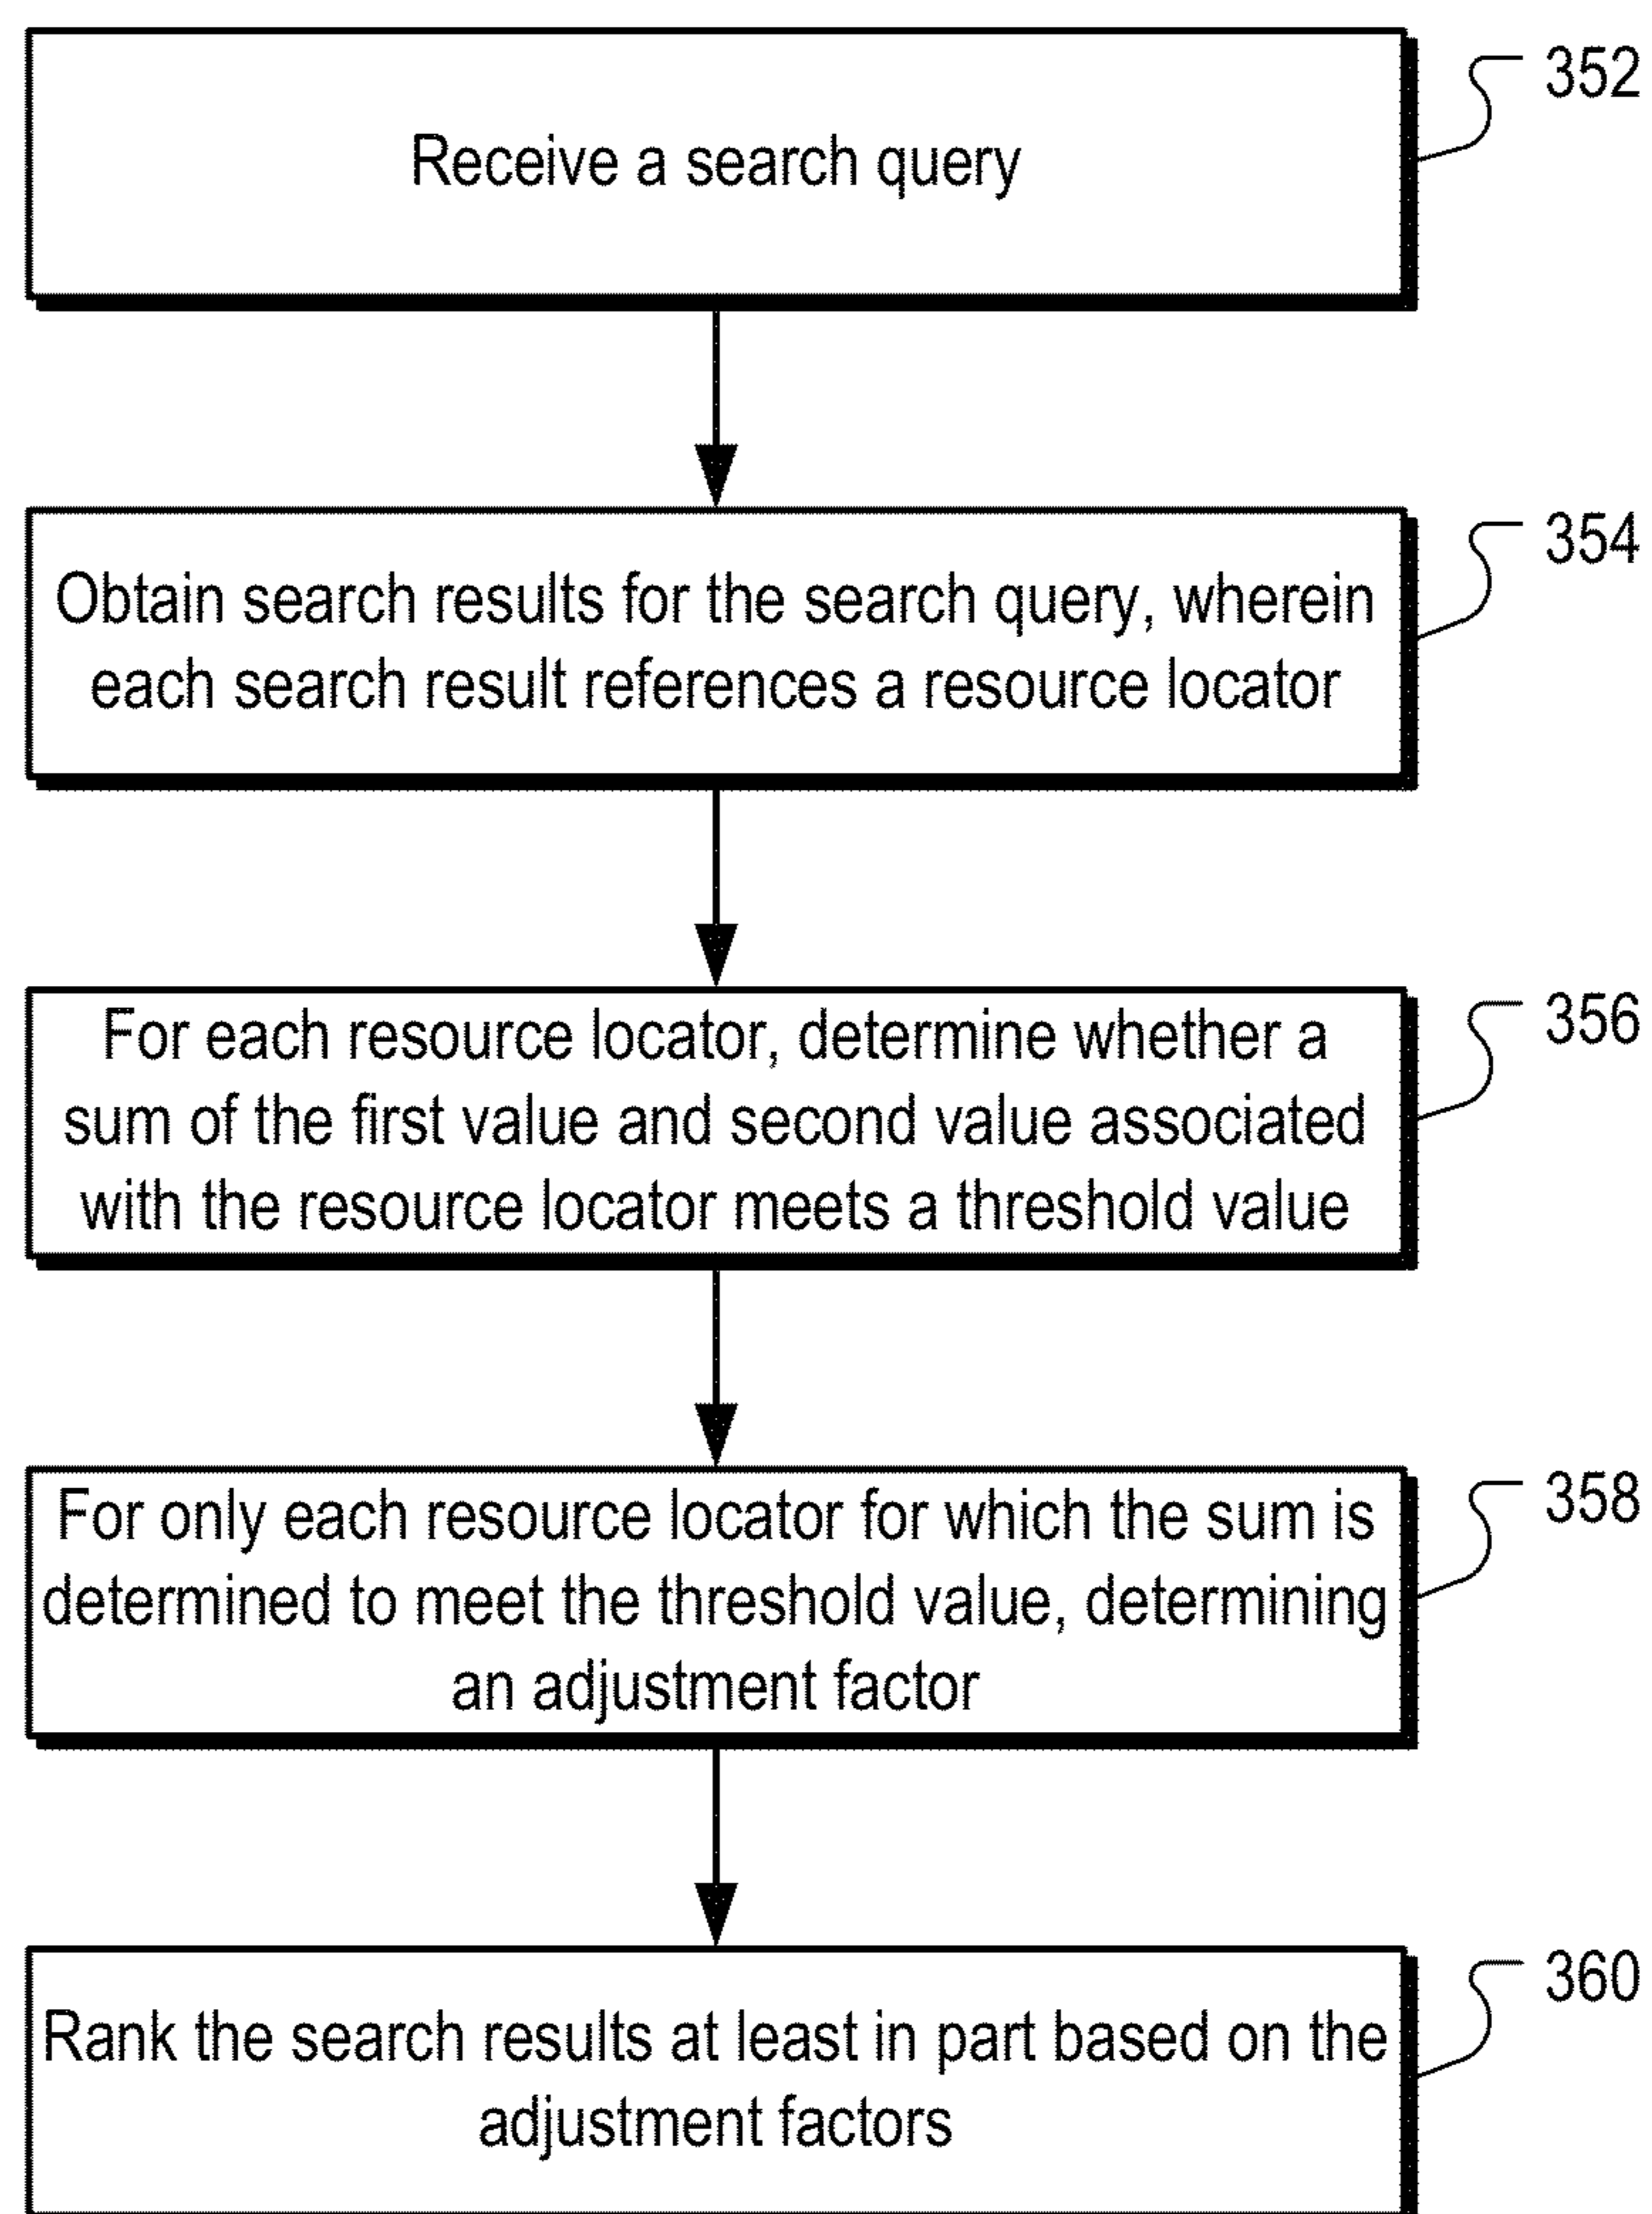 Receive a search query
352
Obtain search results for the search query, wherein
each search result references a resource locator
354
For each resource locator, determine whether a
sum of the first value and second value associated
with the resource locator meets a threshold value
356
For only each resource locator for which the sum is
determined to meet the threshold value, determining
an adjustment factor
358
Rank the search results at least in part based on the
adjustment factors
360